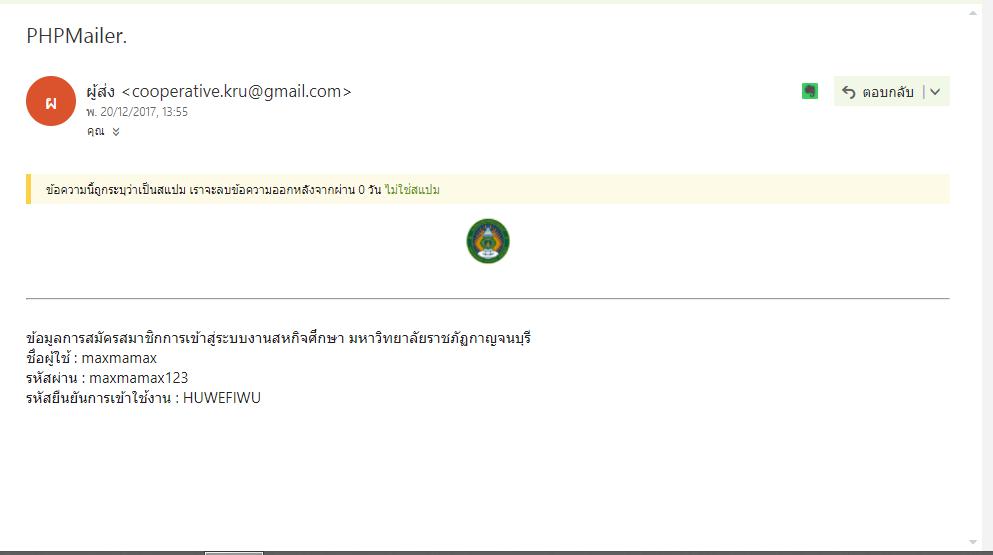 PHPMailer.
ผ
ผู้ส่ง <cooperative.kru@gmail.com>
พ. 20/12/2017, 13:55
คุณ
ตอบกลับ
ข้อความนี้ถูกระบุว่าเป็นสแปม เราจะลบข้อความออกหลังจากผ่าน 0 วัน ไม่ใช่สแปม
ข้อมูลการสมัครสมาชิกการเข้าสู่ระบบงานสหกิจศึกษา มหาวิทยาลัยราชภัฏกาญจนบุรี
ชื่อผู้ใช้ : maxmamax
รหัสผ่าน : maxmamax123
รหัสยืนยันการเข้าใช้งาน : HUWEFIWU